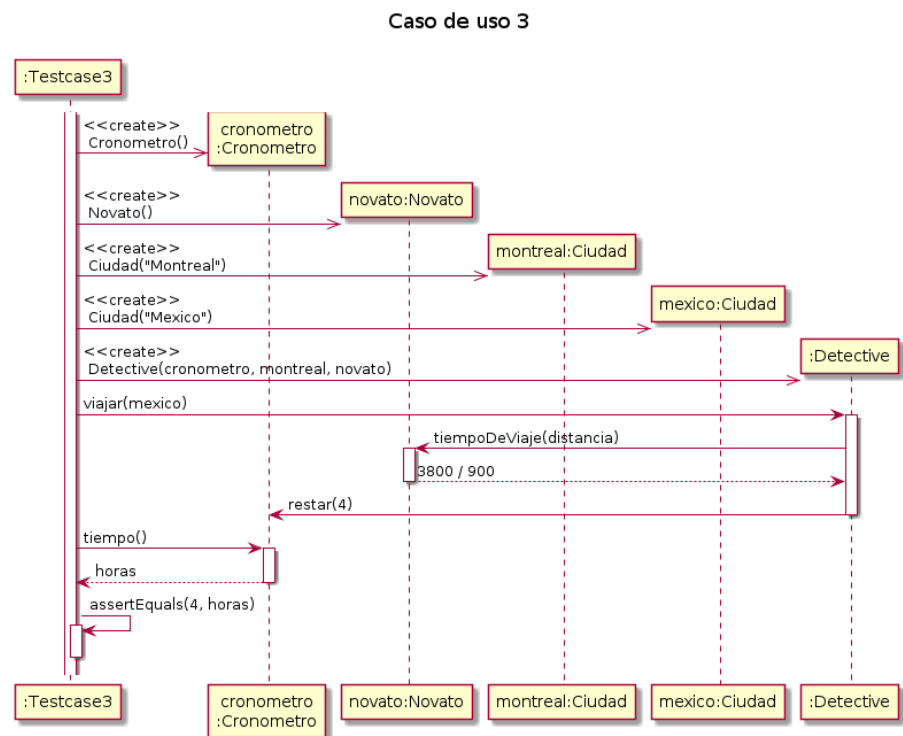 Caso de uso 3
:Testcase3
<<create>>
Cronometro()
cronometro
:Cronometro
<<create>>
Novato()
novato:Novato
<<create>>
Ciudad("Montreal")
montreal:Ciudad
<<create>>
Ciudad("Mexico")
mexico:Ciudad
<<create>>
Detective(cronometro, montreal, novato)
:Detective
viajar(mexico)
tiempoDeViaje(distancia)
3800 / 900
restar(4)
tiempo()
horas
assertEquals(4, horas)
:Testcase3
cronometro
:Cronometro
novato:Novato
montreal:Ciudad
mexico:Ciudad
:Detective